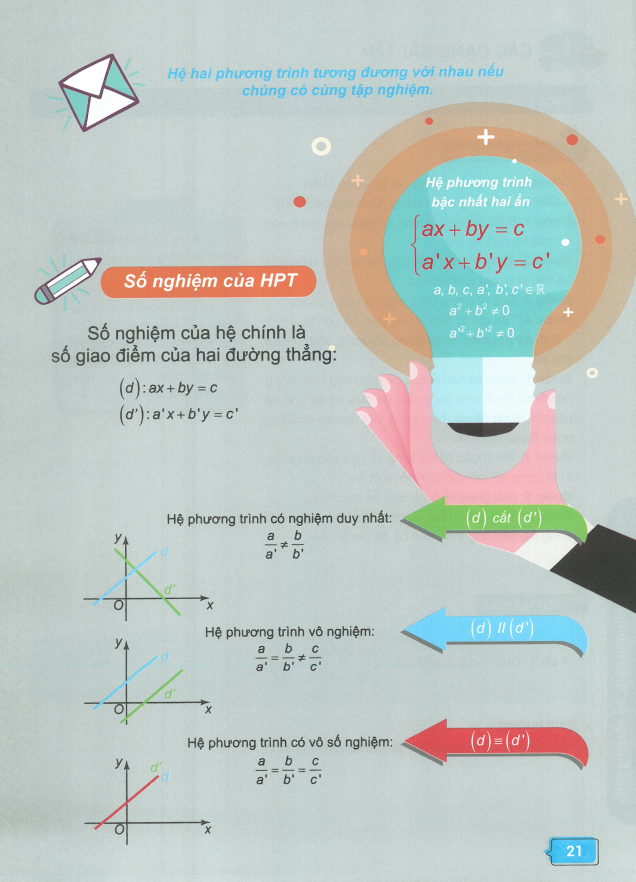 Hệ hai phương trình tương đương với nhau nếu
chúng có cùng tập nghiệm.
Hệ phương trình
bậc nhất hai ẩn
ax + by = c
a'x + b'y = c'
a, b, c, a', b', c' ∈ ℝ
a² + b² ≠ 0
a'² + b'² ≠ 0
Số nghiệm của HPT
Số nghiệm của hệ chính là
số giao điểm của hai đường thẳng:
(d) : ax + by = c
(d') : a'x + b'y = c'
Hệ phương trình có nghiệm duy nhất:
a/a' ≠ b/b'
(d) cắt (d')
y
d
d'
O
x
Hệ phương trình vô nghiệm:
a/a' = b/b' ≠ c/c'
(d) // (d')
y
d
d'
O
x
Hệ phương trình có vô số nghiệm:
a/a' = b/b' = c/c'
(d) ≡ (d')
y
d'
d
O
x
21